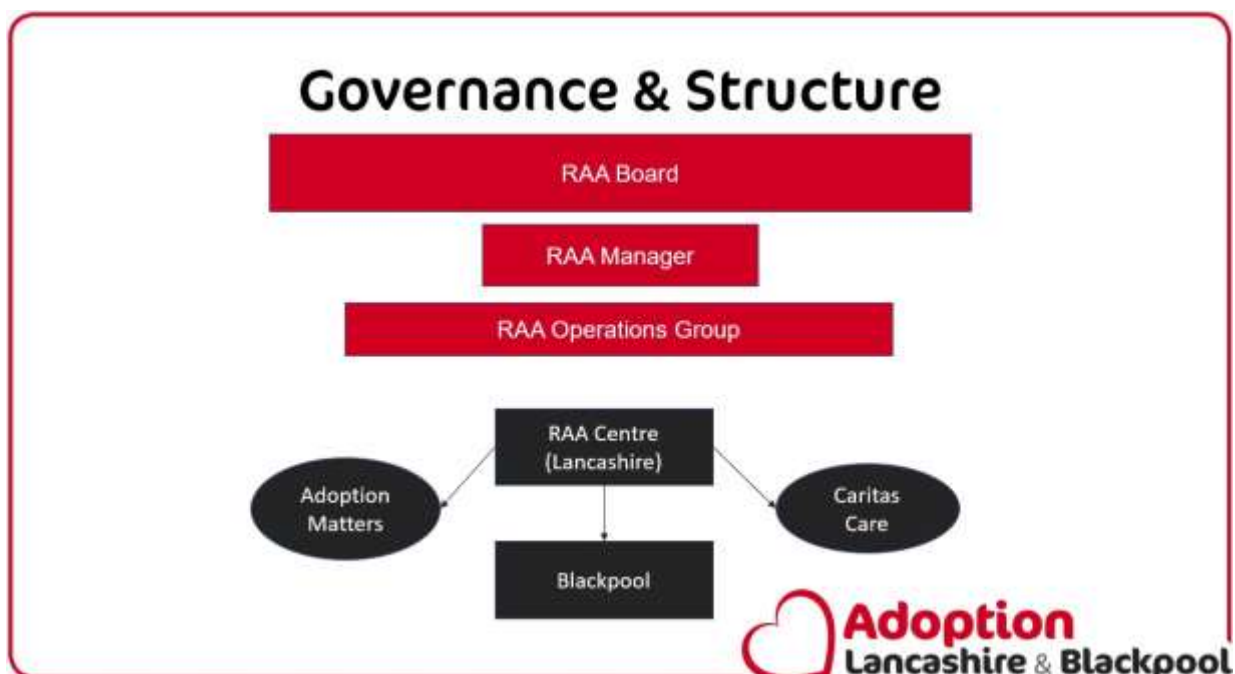 Governance & Structure
RAA Board
RAA Manager
RAA Operations Group
RAA Centre
(Lancashire)
Adoption
Matters
Caritas
Care
Blackpool
Adoption
Lancashire & Blackpool